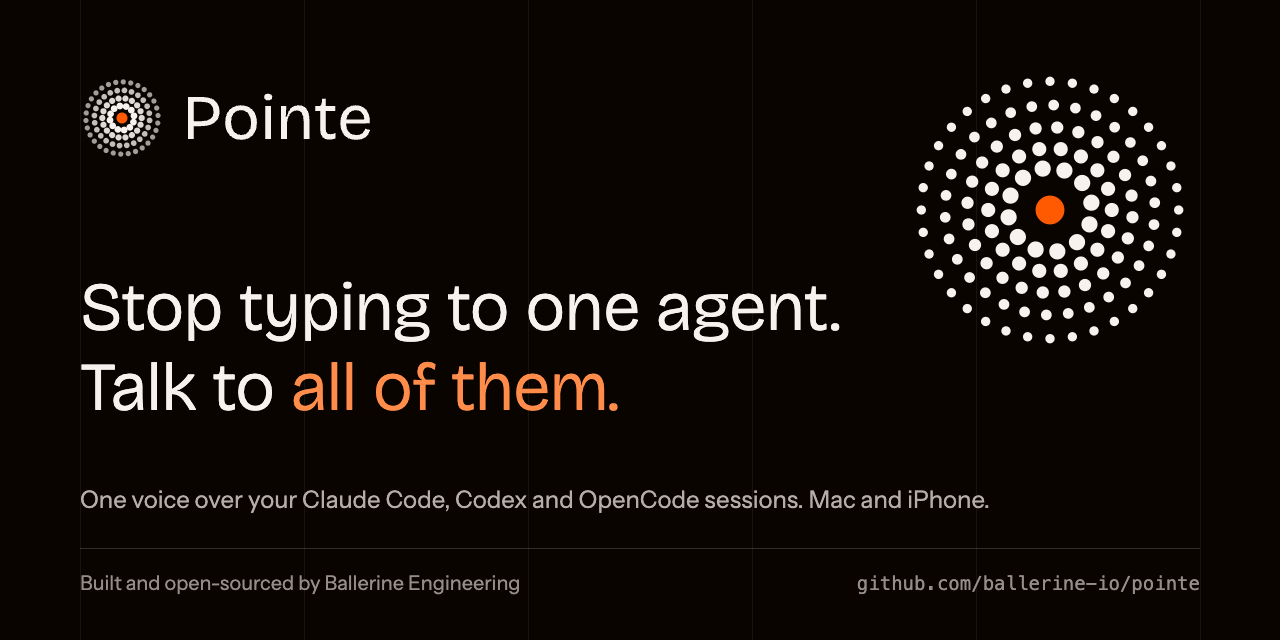 Pointe
Stop typing to one agent.
Talk to all of them.
One voice over your Claude Code, Codex and OpenCode sessions. Mac and iPhone.
Built and open-sourced by Ballerine Engineering
github.com/ballerine-io/pointe